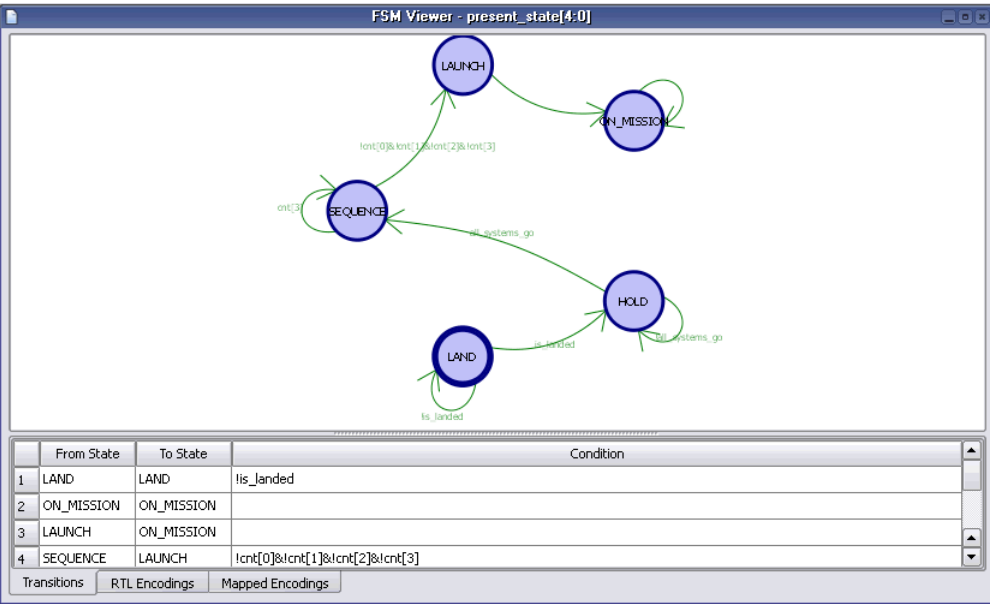 FSM Viewer - present_state[4:0]
LAUNCH
ON_MISSION
!cnt[0]&!cnt[1]&!cnt[2]&!cnt[3]
cnt[3]
SEQUENCE
all_systems_go
HOLD
!all_systems_go
is_landed
LAND
!is_landed
From State To State Condition
1 LAND LAND !is_landed
2 ON_MISSION ON_MISSION
3 LAUNCH ON_MISSION
4 SEQUENCE LAUNCH !cnt[0]&!cnt[1]&!cnt[2]&!cnt[3]
Transitions RTL Encodings Mapped Encodings